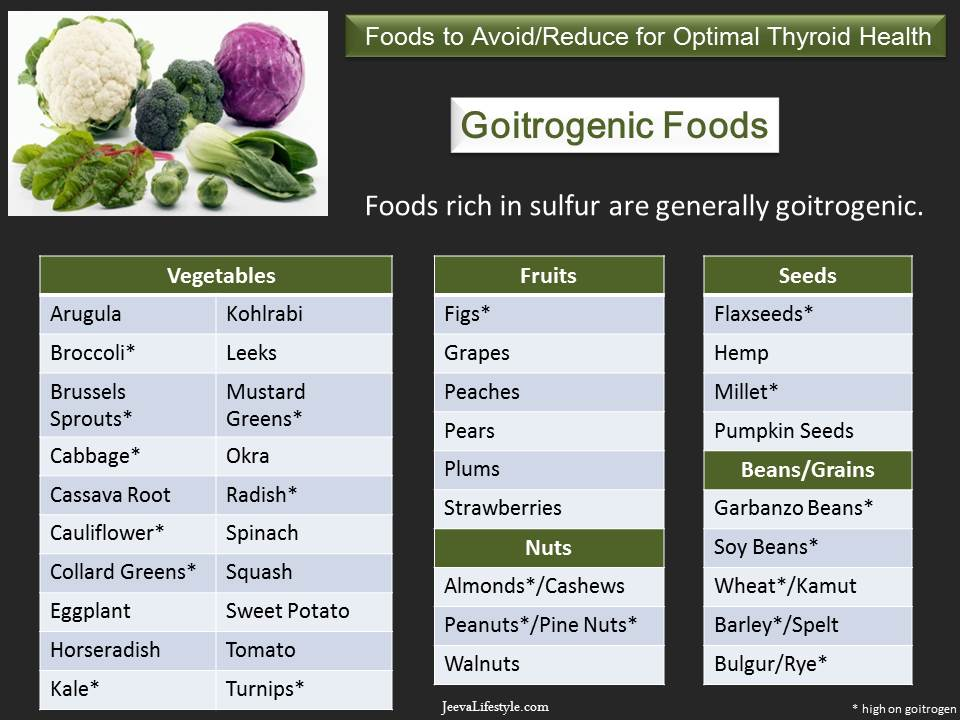 Foods to Avoid/Reduce for Optimal Thyroid Health
Goitrogenic Foods
Foods rich in sulfur are generally goitrogenic.
Vegetables
Arugula
Kohlrabi
Broccoli*
Leeks
Brussels
Sprouts*
Mustard
Greens*
Cabbage*
Okra
Cassava Root
Radish*
Cauliflower*
Spinach
Collard Greens*
Squash
Eggplant
Sweet Potato
Horseradish
Tomato
Kale*
Turnips*
Fruits
Figs*
Grapes
Peaches
Pears
Plums
Strawberries
Nuts
Almonds*/Cashews
Peanuts*/Pine Nuts*
Walnuts
Seeds
Flaxseeds*
Hemp
Millet*
Pumpkin Seeds
Beans/Grains
Garbanzo Beans*
Soy Beans*
Wheat*/Kamut
Barley*/Spelt
Bulgur/Rye*
JeevaLifestyle.com
* high on goitrogen